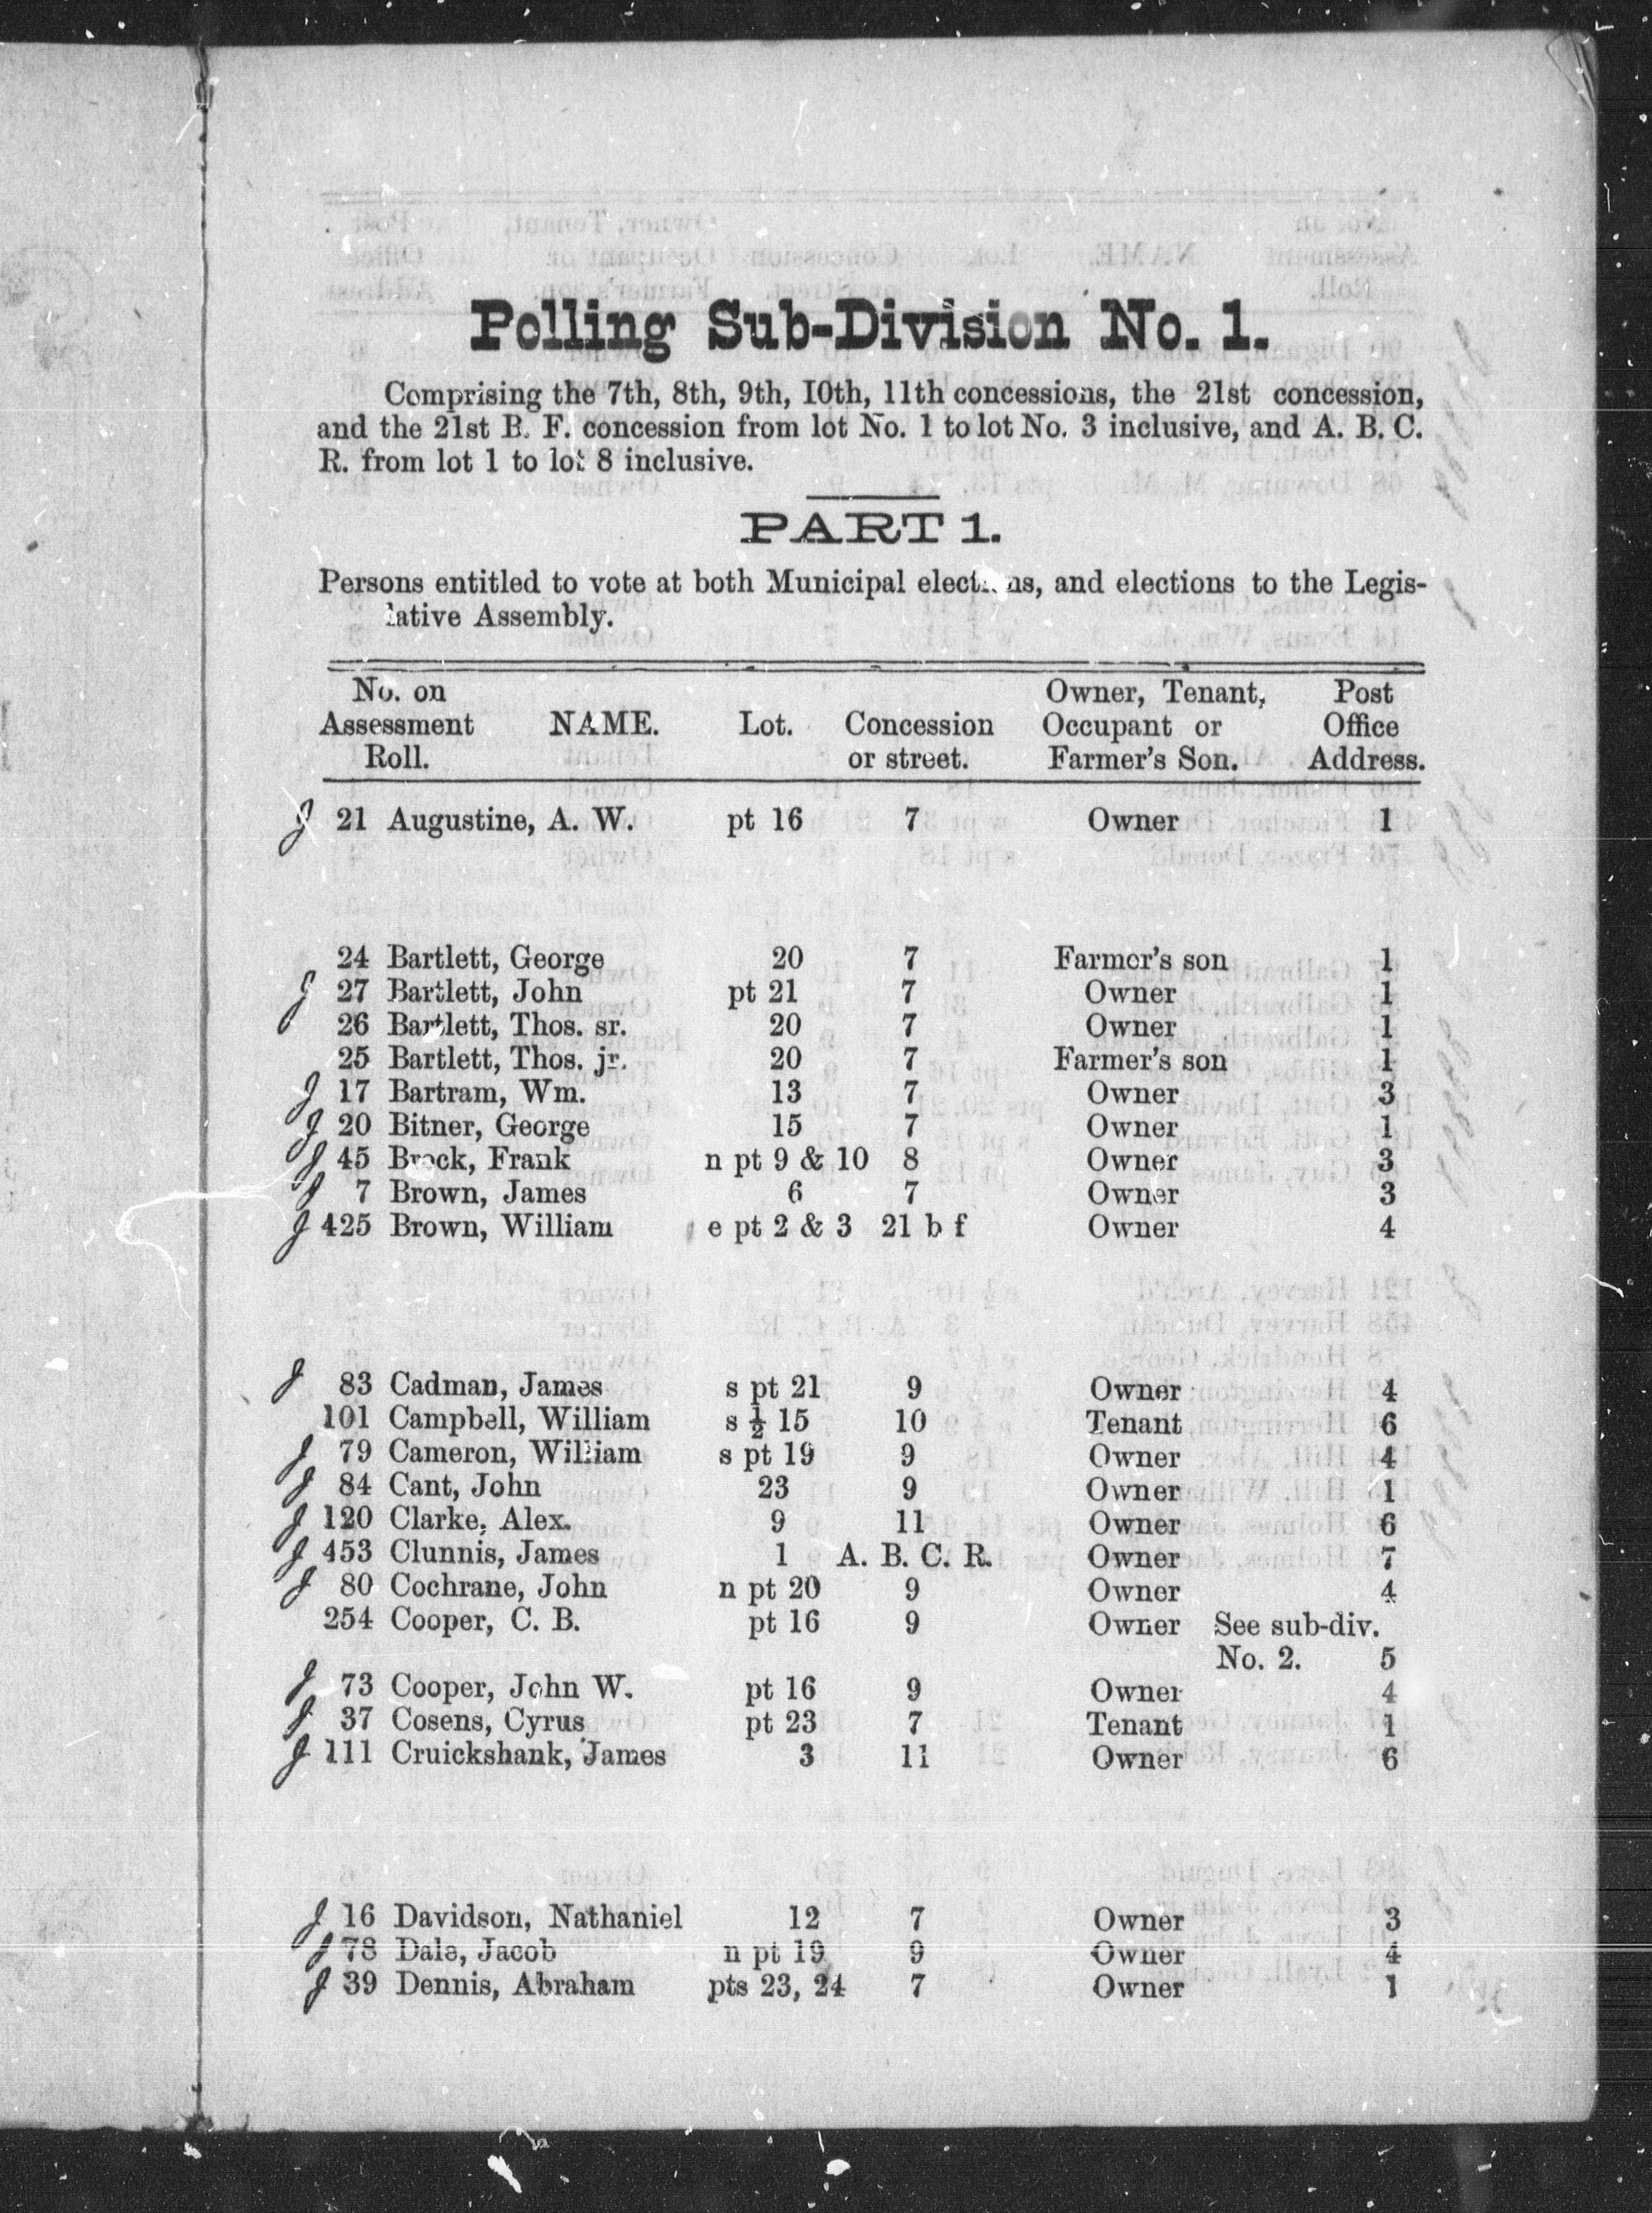 Polling Sub-Division No. 1.
Comprising the 7th, 8th, 9th, 10th, 11th concessions, the 21st concession,
and the 21st B. F. concession from lot No. 1 to lot No. 3 inclusive, and A. B. C.
R. from lot 1 to lot 8 inclusive.
PART 1.
Persons entitled to vote at both Municipal elections, and elections to the Legis-
lative Assembly.
No. on Owner, Tenant, Post
Assessment NAME. Lot. Concession Occupant or Office
Roll. or street. Farmer's Son. Address.
J 21 Augustine, A. W. pt 16 7 Owner 1
24 Bartlett, George 20 7 Farmer's son 1
J 27 Bartlett, John pt 21 7 Owner 1
26 Bartlett, Thos. sr. 20 7 Owner 1
25 Bartlett, Thos. jr. 20 7 Farmer's son 1
J 17 Bartram, Wm. 13 7 Owner 3
J 20 Bitner, George 15 7 Owner 1
J 45 Brock, Frank n pt 9 & 10 8 Owner 3
J 7 Brown, James 6 7 Owner 3
J 425 Brown, William e pt 2 & 3 21 b f Owner 4
J 83 Cadman, James s pt 21 9 Owner 4
101 Campbell, William s ½ 15 10 Tenant 6
J 79 Cameron, William s pt 19 9 Owner 4
J 84 Cant, John 23 9 Owner 1
J 120 Clarke, Alex. 9 11 Owner 6
J 453 Clunnis, James 1 A. B. C. R. Owner 7
J 80 Cochrane, John n pt 20 9 Owner 4
254 Cooper, C. B. pt 16 9 Owner See sub-div.
No. 2. 5
J 73 Cooper, John W. pt 16 9 Owner 4
J 37 Cosens, Cyrus pt 23 7 Tenant 1
J 111 Cruickshank, James 3 11 Owner 6
J 16 Davidson, Nathaniel 12 7 Owner 3
J 78 Dale, Jacob n pt 19 9 Owner 4
J 39 Dennis, Abraham pts 23, 24 7 Owner 1